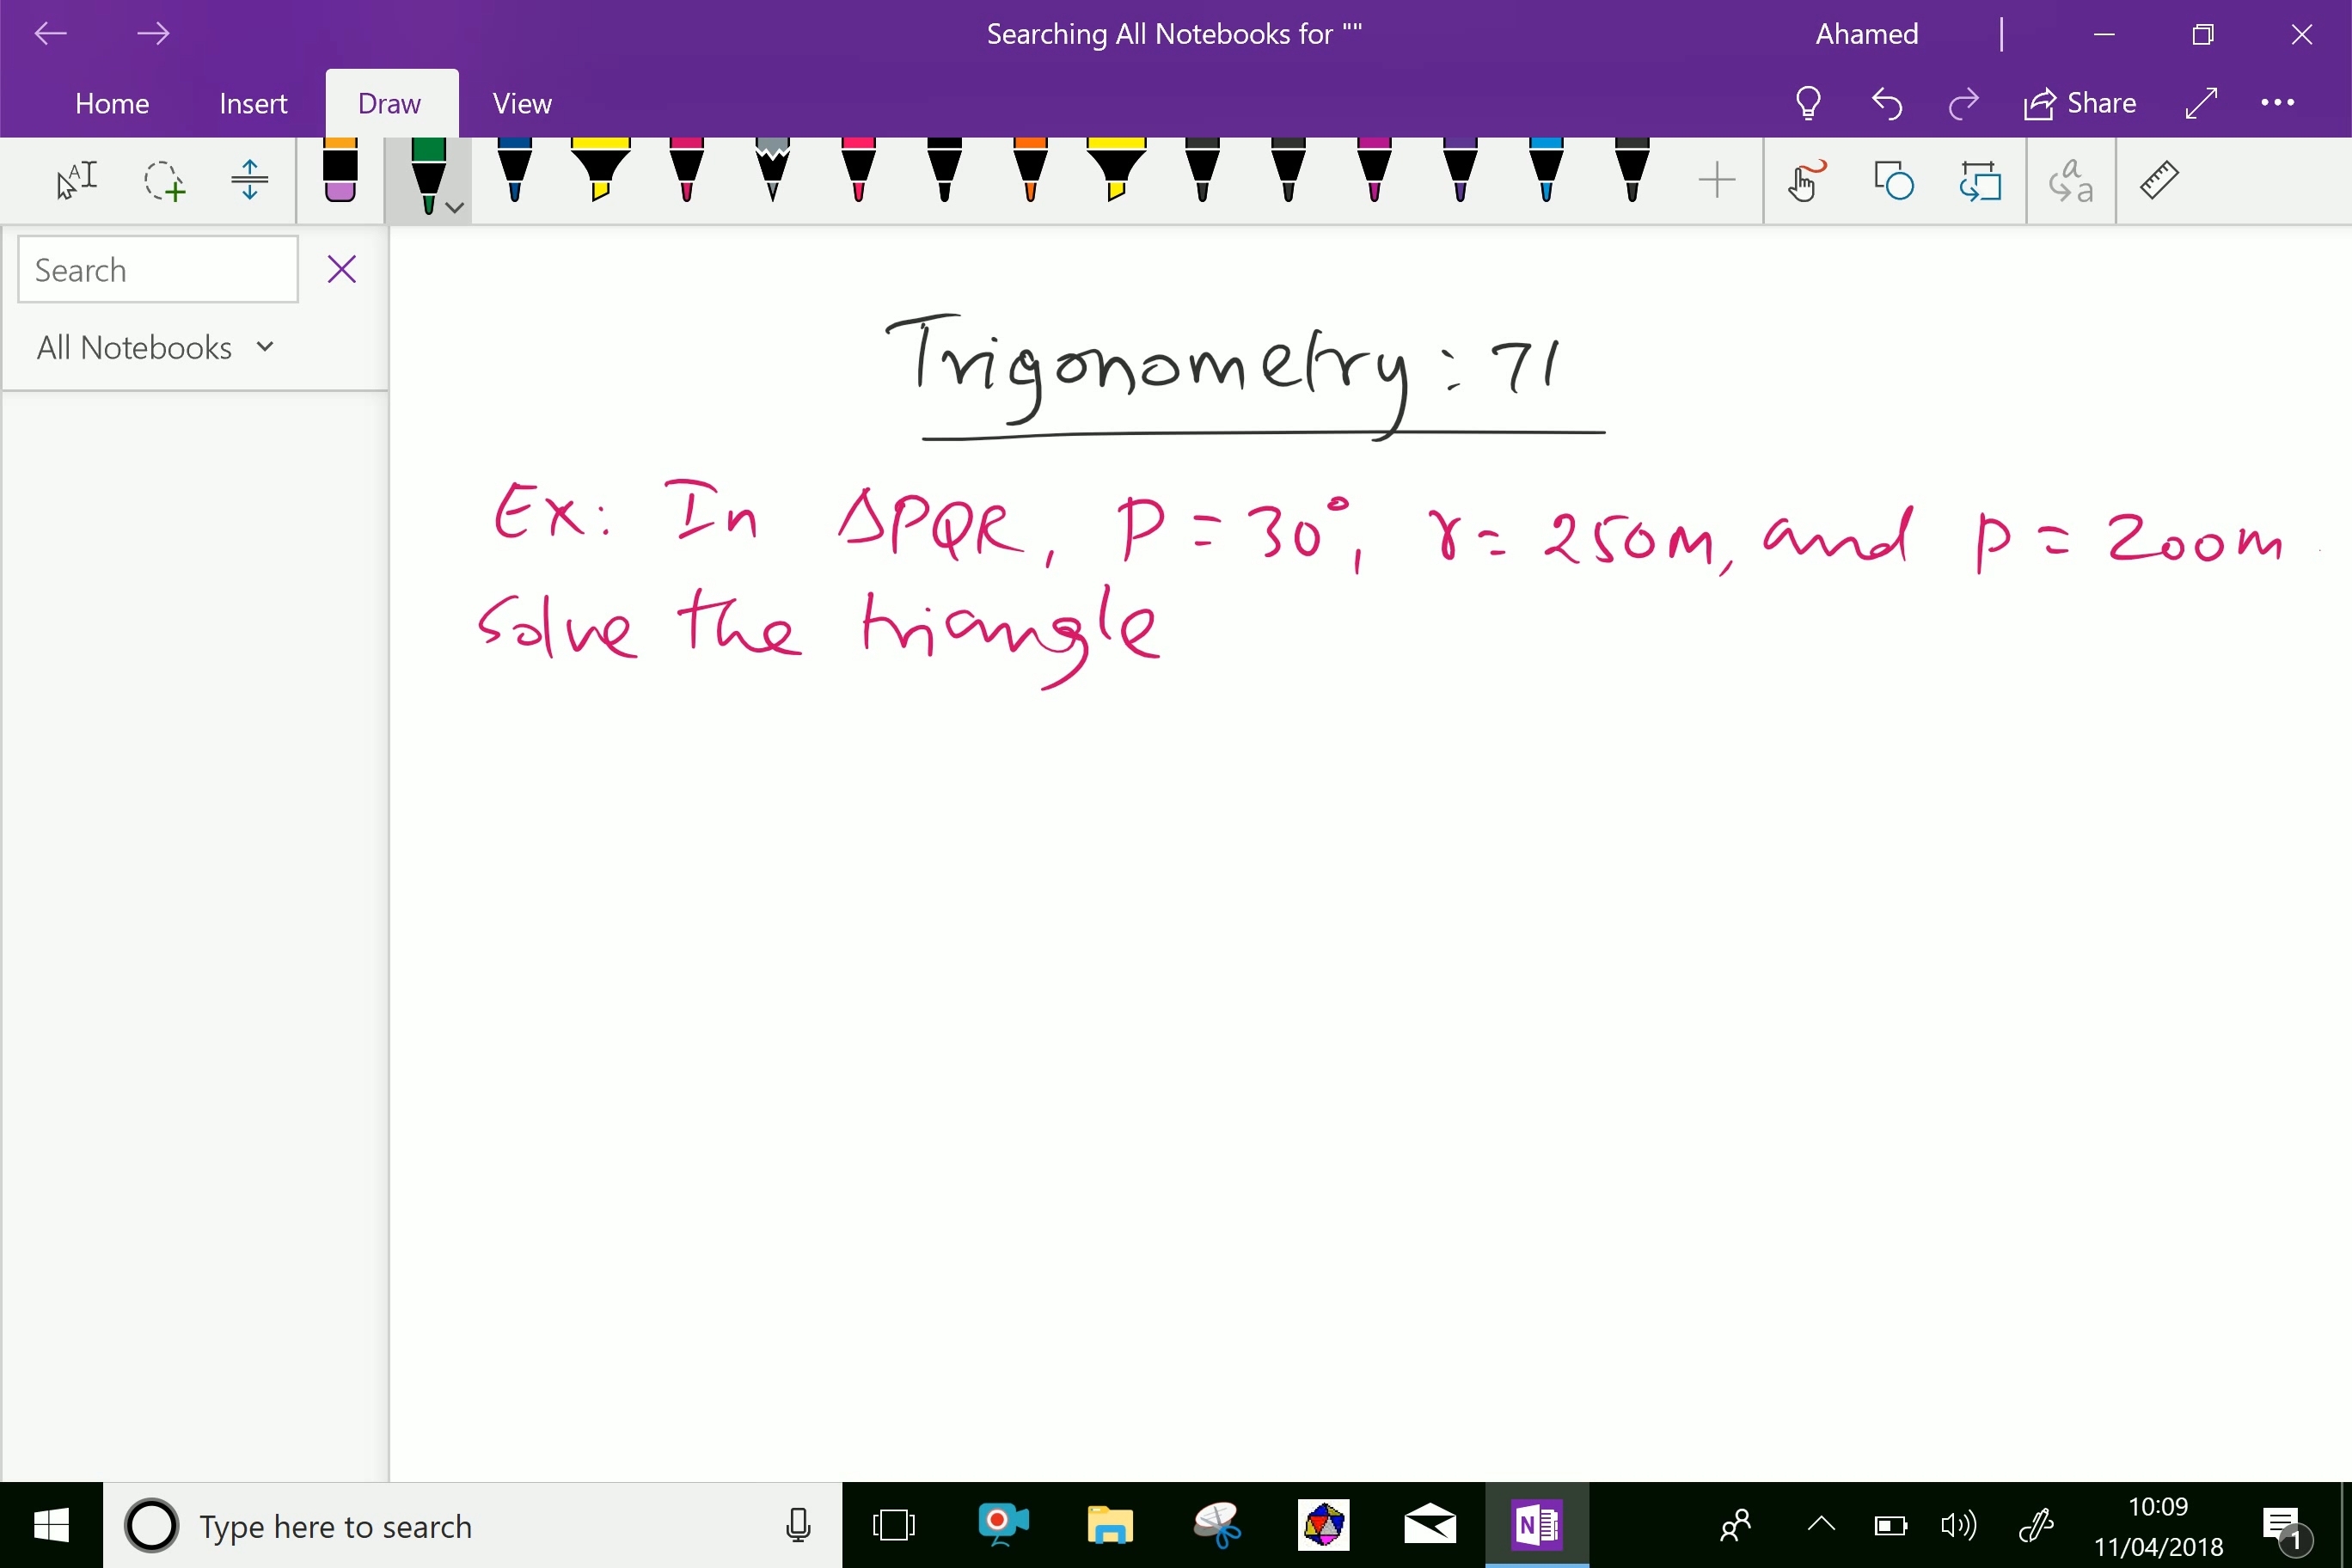 Searching All Notebooks for ""
Ahamed
Home Insert Draw View
Share
Search
All Notebooks
Trigonometry: 71
Ex: In ΔPQR, P = 30°, r = 250m, and p = 200m
solve the triangle
Type here to search
N
10:09
11/04/2018
1